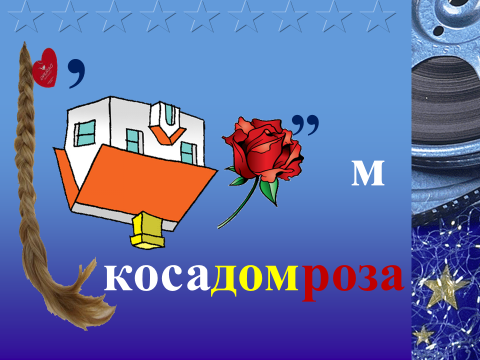 ,
,,
м
косадомроза